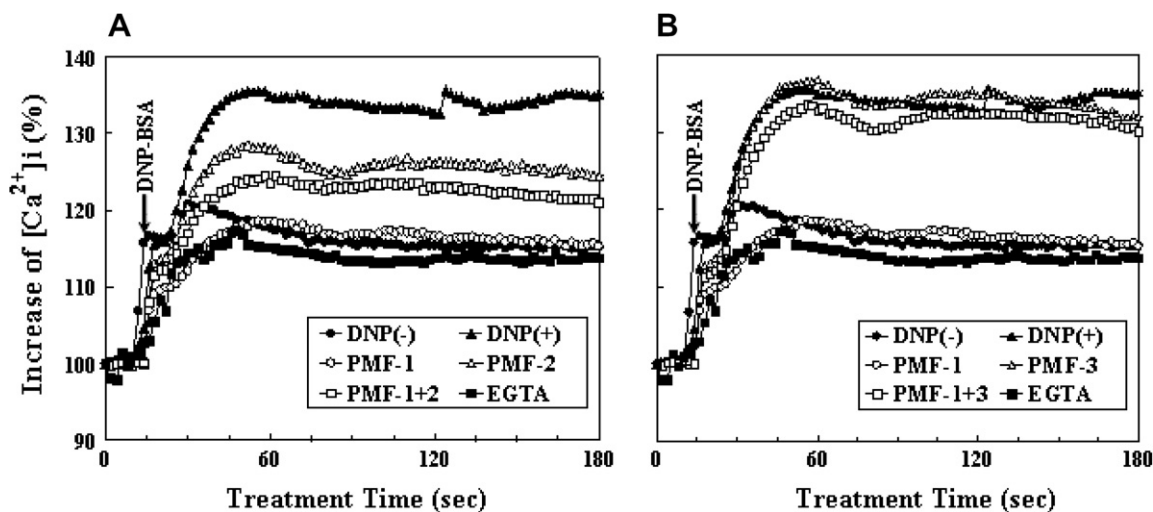 A
B
Increase of [Ca2+]i (%)
140
130
120
110
100
90
DNP-BSA
DNP(-)
DNP(+)
PMF-1
PMF-2
PMF-1+2
EGTA
0
60
120
180
Treatment Time (sec)
DNP-BSA
DNP(-)
DNP(+)
PMF-1
PMF-3
PMF-1+3
EGTA
0
60
120
180
Treatment Time (sec)